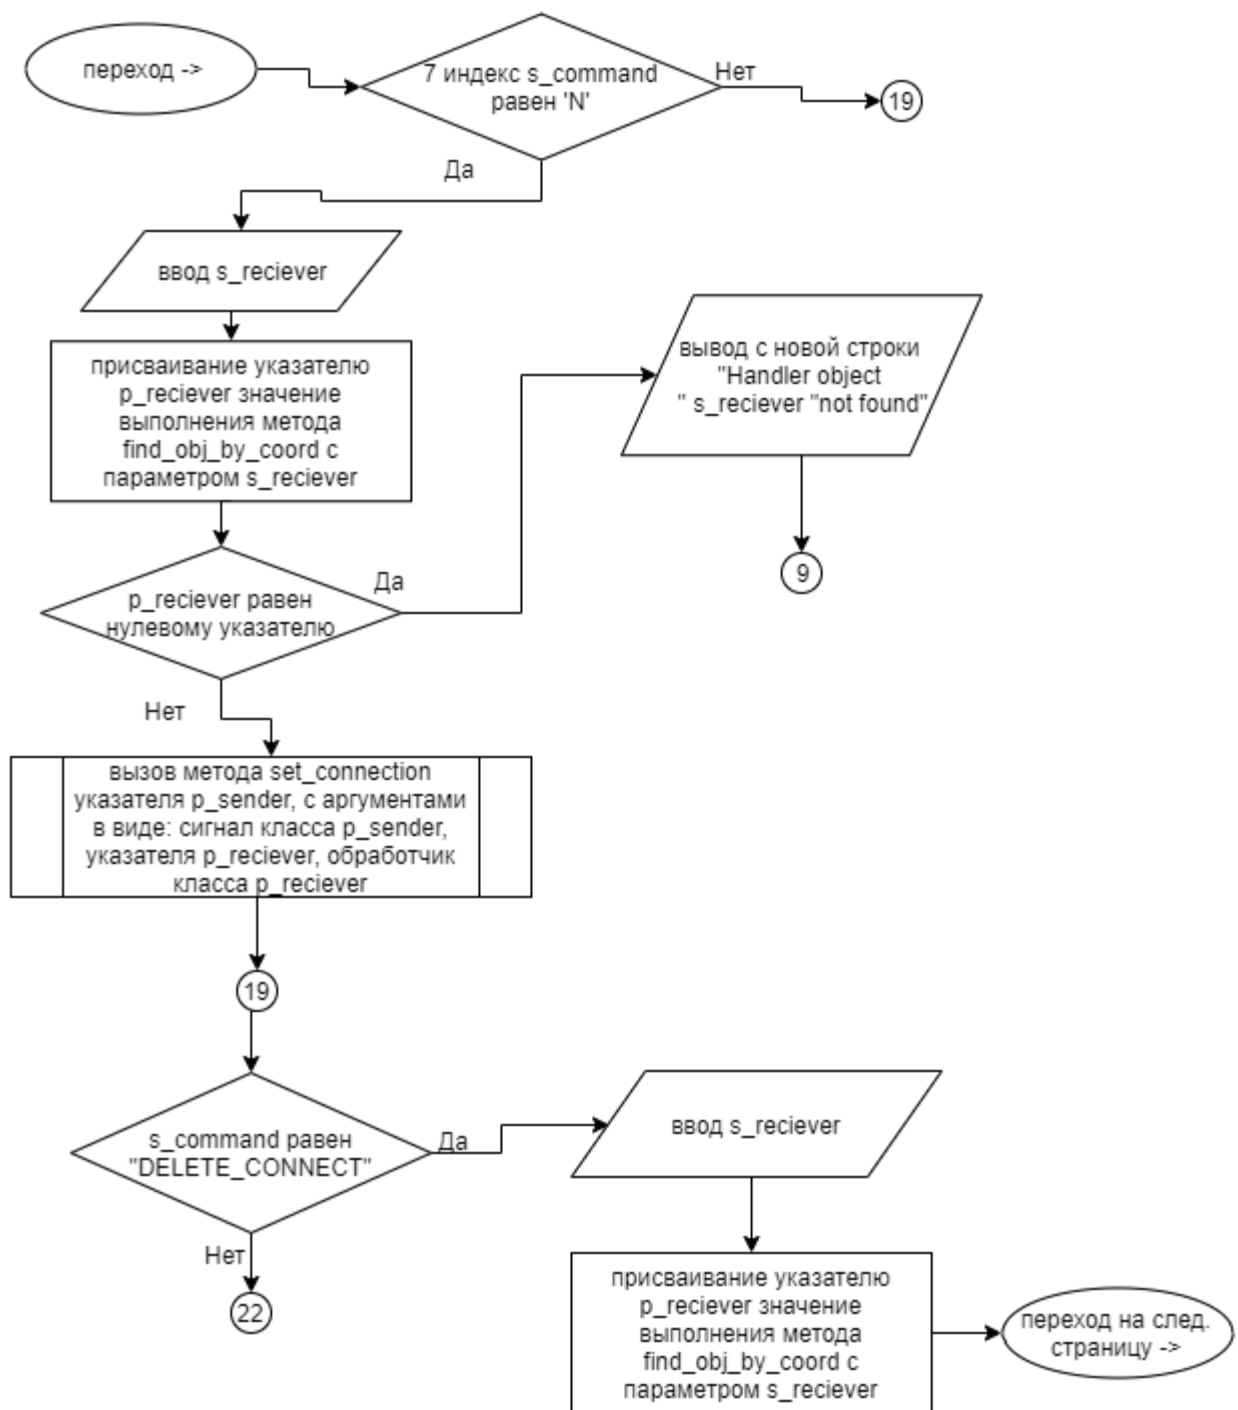 переход ->
7 индекс s_command
равен 'N'
Нет
19
Да
ввод s_reciever
присваивание указателю
p_reciever значение
выполнения метода
find_obj_by_coord с
параметром s_reciever
вывод с новой строки
"Handler object
" s_reciever "not found"
9
p_reciever равен
нулевому указателю
Да
Нет
вызов метода set_connection
указателя p_sender, с аргументами
в виде: сигнал класса p_sender,
указателя p_reciever, обработчик
класса p_reciever
19
s_command равен
"DELETE_CONNECT"
Да
ввод s_reciever
Нет
22
присваивание указателю
p_reciever значение
выполнения метода
find_obj_by_coord с
параметром s_reciever
переход на след.
страницу ->